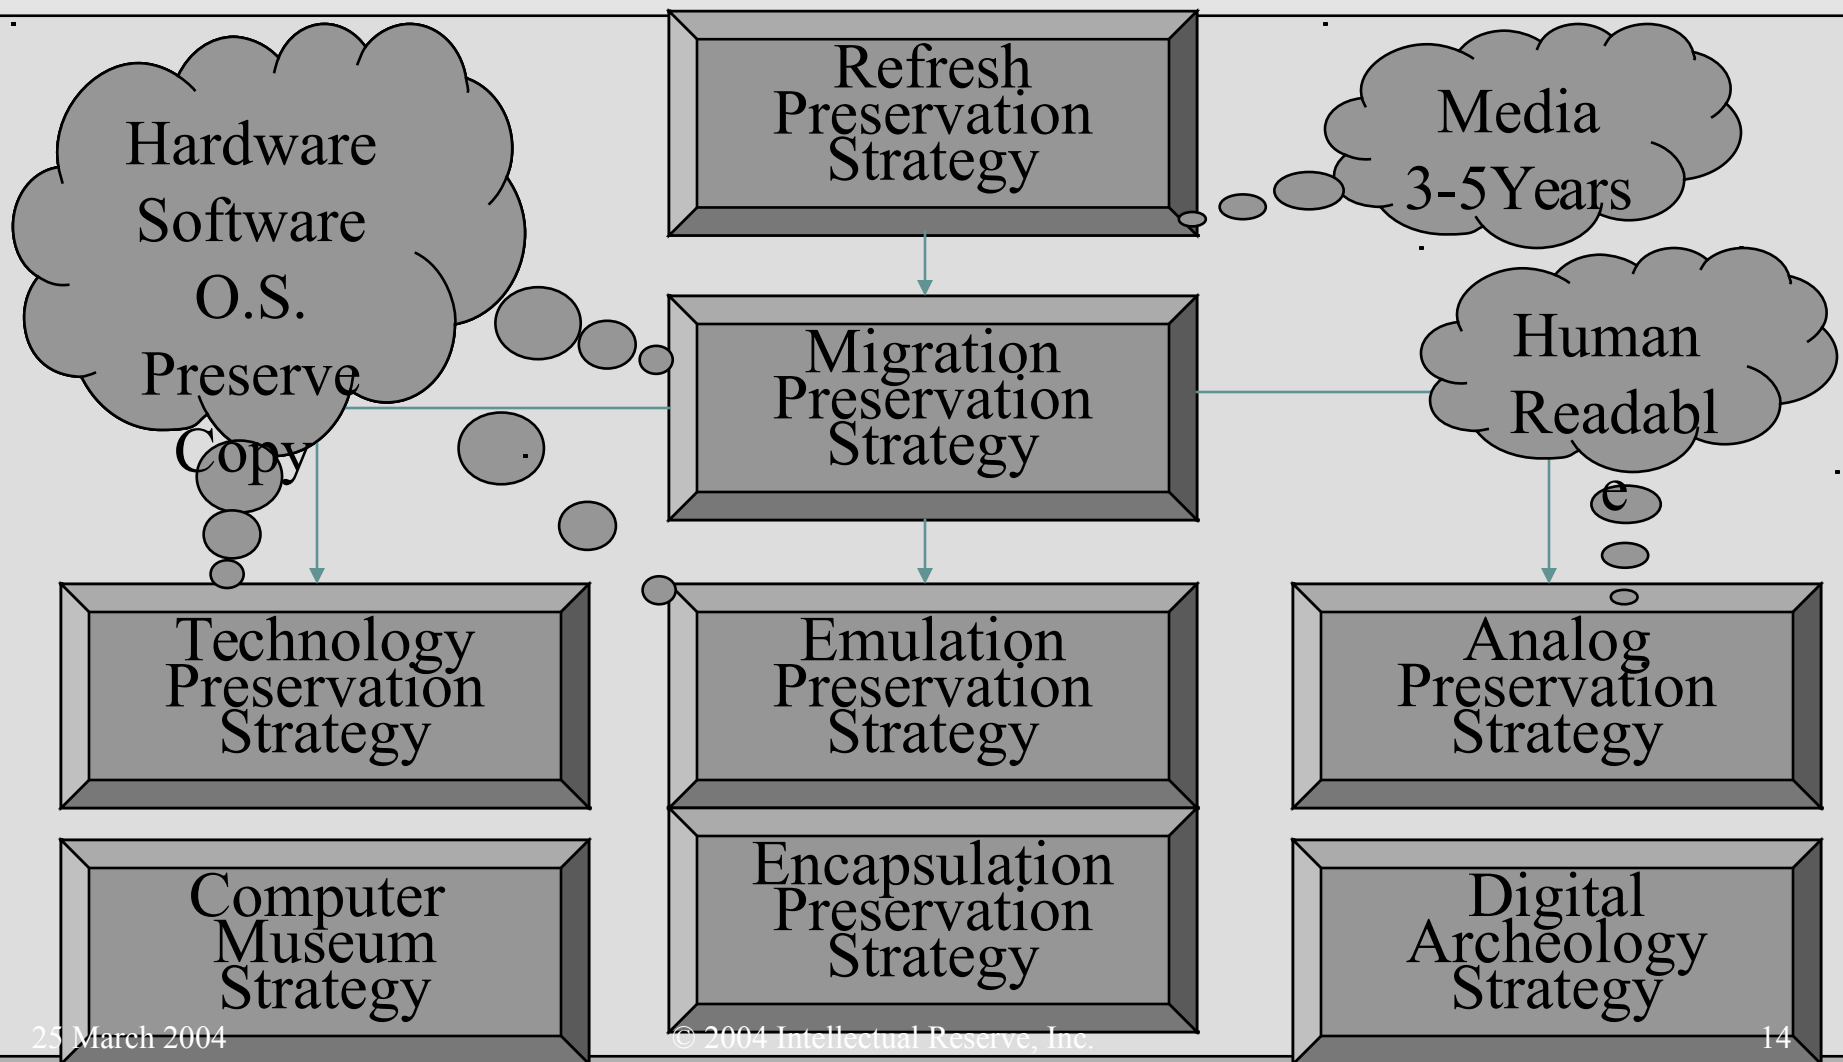 Hardware
Software
O.S.
Preserve
Copy
Refresh
Preservation
Strategy
Media
3-5Years
Human
Readabl
e
Migration
Preservation
Strategy
Technology
Preservation
Strategy
Emulation
Preservation
Strategy
Analog
Preservation
Strategy
Computer
Museum
Strategy
Encapsulation
Preservation
Strategy
Digital
Archeology
Strategy
25 March 2004
© 2004 Intellectual Reserve, Inc.
14